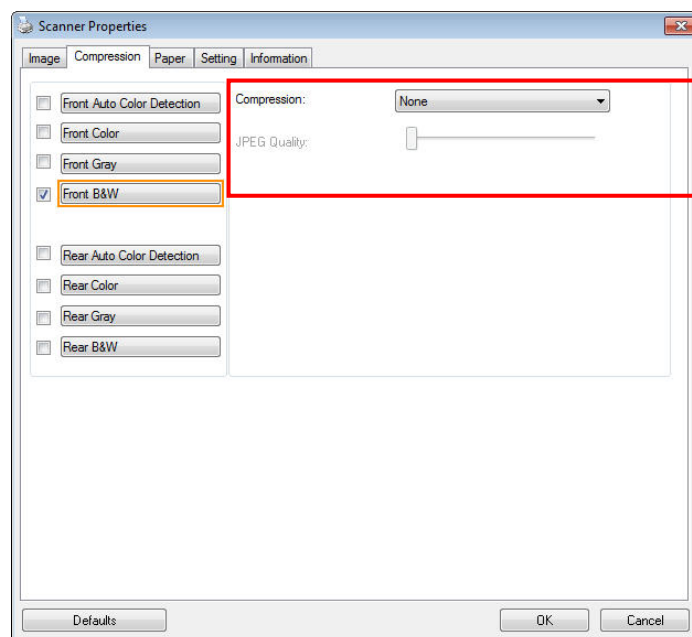 Scanner Properties
Image Compression Paper Setting Information
Front Auto Color Detection
Front Color
Front Gray
Front B&W
Rear Auto Color Detection
Rear Color
Rear Gray
Rear B&W
Compression: None
JPEG Quality:
Defaults OK Cancel